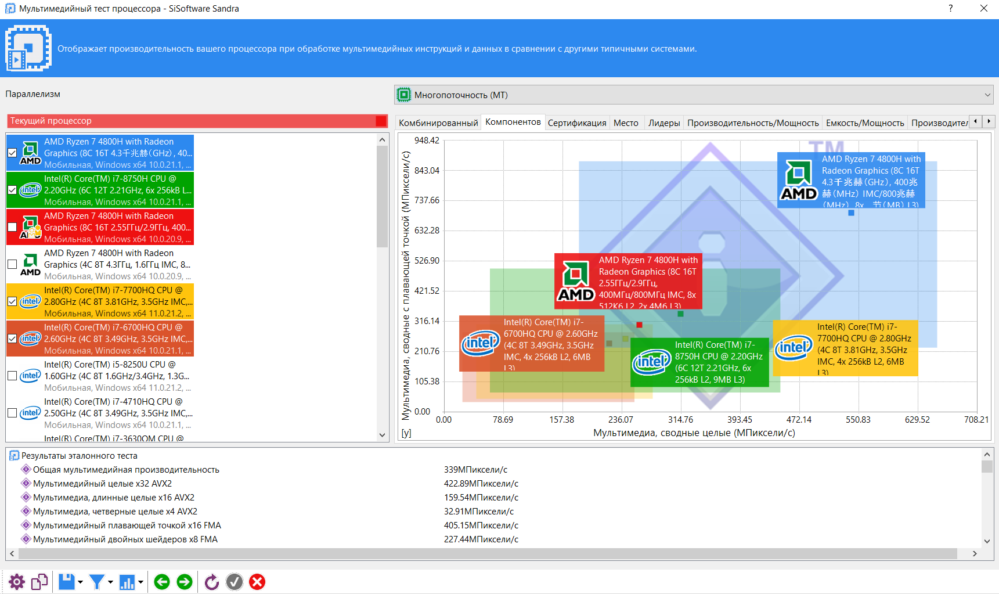 Мультимедийный тест процессора - SiSoftware Sandra
?
Отображает производительность вашего процессора при обработке мультимедийных инструкций и данных в сравнении с другими типичными системами.
Параллелизм
Многопоточность (МТ)
Текущий процессор
AMD Ryzen 7 4800H with Radeon
Graphics (8C 16T 4.3千兆赫(GHz), 40...
Мобильная, Windows x64 10.0.21.1, ...
AMD
Intel(R) Core(TM) i7-8750H CPU @
2.20GHz (6C 12T 2.21GHz, 6x 256kB L...
Мобильная, Windows x64 10.0.21.1, ...
intel
AMD Ryzen 7 4800H with Radeon
Graphics (8C 16T 2.55ГГц/2.9ГГц, 400...
Мобильная, Windows x64 10.0.20.9, ...
AMD Ryzen 7 4800H with Radeon
Graphics (4C 8T 4.3ГГц, 1.6ГГц IMC, 8...
Мобильная, Windows x64 10.0.20.9, ...
AMD
Intel(R) Core(TM) i7-7700HQ CPU @
2.80GHz (4C 8T 3.81GHz, 3.5GHz IMC,...
Мобильная, Windows x64 11.0.21.2, ...
intel
Intel(R) Core(TM) i7-6700HQ CPU @
2.60GHz (4C 8T 3.49GHz, 3.5GHz IMC,...
Мобильная, Windows x64 10.0.21.1, ...
intel
Intel(R) Core(TM) i5-8250U CPU @
1.60GHz (4C 8T 1.6GHz/3.4GHz, 1.3G...
Мобильная, Windows x64 11.0.21.2, ...
intel
Intel(R) Core(TM) i7-4710HQ CPU @
2.50GHz (4C 8T 3.49GHz, 3.5GHz IMC,...
Мобильная, Windows x64 10.0.21.1, ...
intel
Intel(R) Core(TM) i7-3630QM CPU @
Комбинированный Компонентов Сертификация Место Лидеры Производительность/Мощность Емкость/Мощность Производител
Мультимедиа, сводные с плавающей точкой (МПиксели/с)
948.42
843.04
737.66
632.28
526.90
421.52
316.14
210.76
105.38
0.00
TM
AMD Ryzen 7 4800H with
Radeon Graphics (8C 16T
4.3千兆赫(GHz), 400兆
赫(MHz) IMC/800兆赫
(MHz), 8x 节(MB) L3)
AMD
AMD Ryzen 7 4800H with
Radeon Graphics (8C 16T
2.55ГГц/2.9ГГц,
400МГц/800МГц IMC, 8x
512K6 L2, 2x 4M6 L3)
AMD
Intel(R) Core(TM) i7-
6700HQ CPU @ 2.60GHz
(4C 8T 3.49GHz, 3.5GHz
IMC, 4x 256kB L2, 6MB
L3)
intel
Intel(R) Core(TM) i7-
8750H CPU @ 2.20GHz
(6C 12T 2.21GHz, 6x
256kB L2, 9MB L3)
intel
Intel(R) Core(TM) i7-
7700HQ CPU @ 2.80GHz
(4C 8T 3.81GHz, 3.5GHz
IMC, 4x 256kB L2, 6MB
L3)
intel
0.00 78.69 157.38 236.07 314.76 393.45 472.14 550.83 629.52 708.21
[y] Мультимедиа, сводные целые (МПиксели/с)
Результаты эталонного теста
Общая мультимедийная производительность 339МПиксели/с
Мультимедийный целые x32 AVX2 422.89МПиксели/с
Мультимедиа, длинные целые x16 AVX2 159.54МПиксели/с
Мультимедиа, четверные целые x4 AVX2 32.91МПиксели/с
Мультимедийный плавающей точкой x16 FMA 405.15МПиксели/с
Мультимедийный двойных шейдеров x8 FMA 227.44МПиксели/с